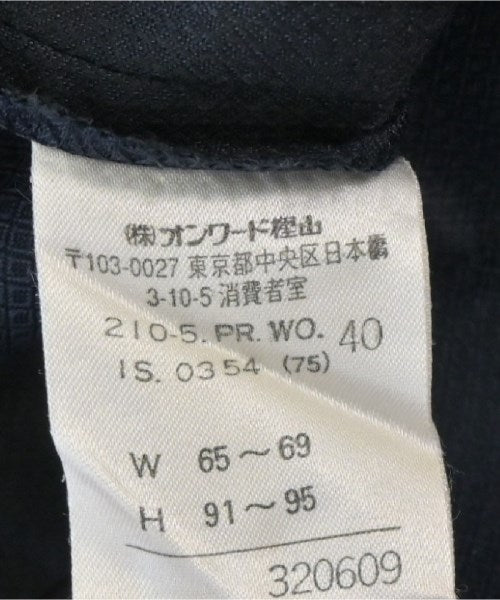 (株)オンワード樫山
〒103-0027 東京都中央区日本橋
3-10-5 消費者室
210-5. PR. WO. 40
IS. 0354 (75)
W 65〜69
H 91〜95
320609